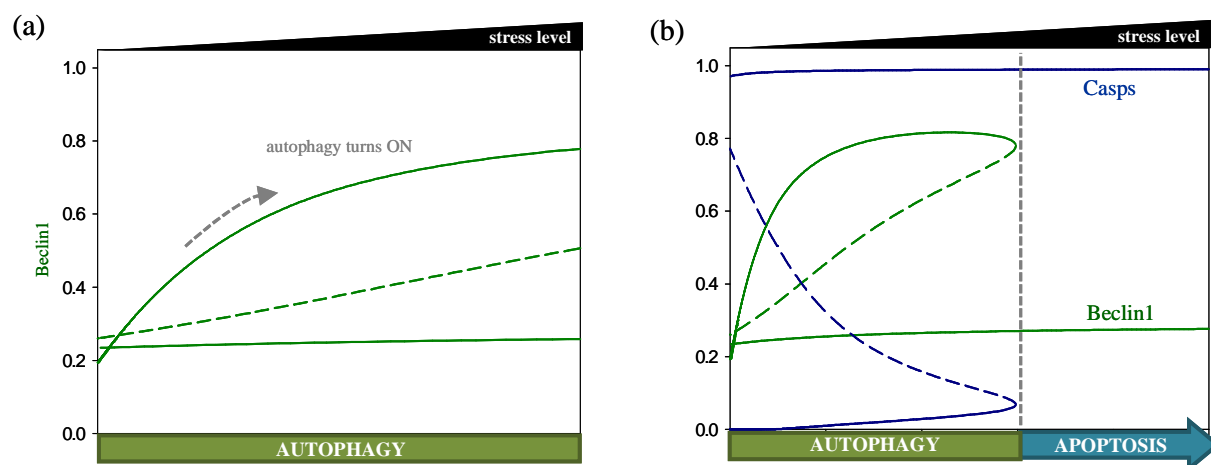 (a)
stress level
1.0
0.8
0.6
0.4
0.2
0.0
Beclin1
autophagy turns ON
AUTOPHAGY
(b)
stress level
1.0
0.8
0.6
0.4
0.2
0.0
Casps
Beclin1
AUTOPHAGY
APOPTOSIS